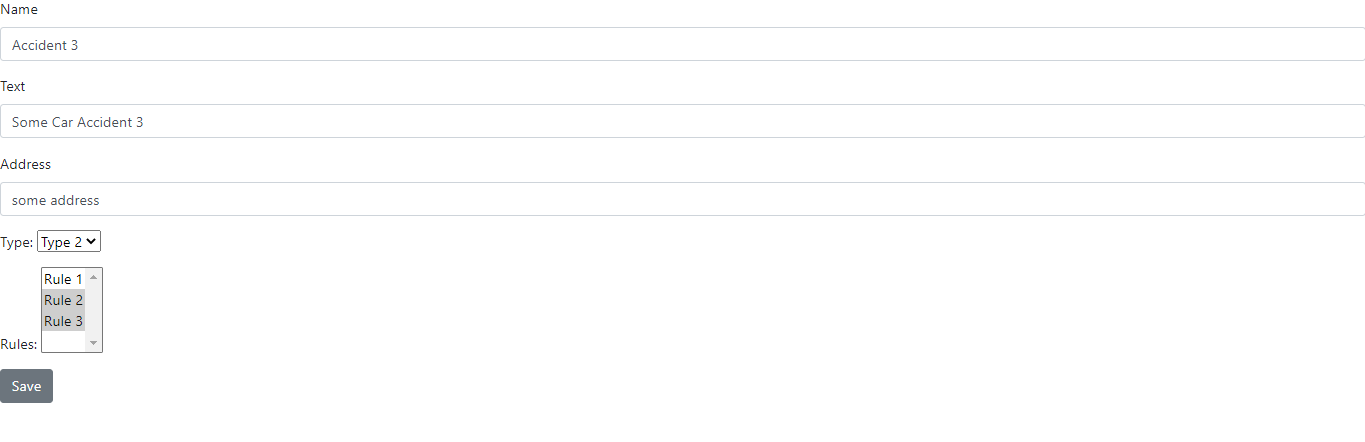 Name
Accident 3
Text
Some Car Accident 3
Address
some address
Type: Type 2
Rule 1
Rule 2
Rule 3
Rules:
Save